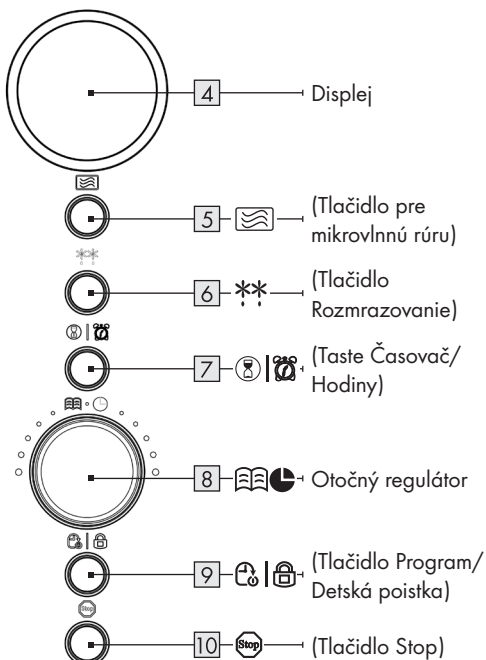 4 Displej
5 (Tlačidlo pre
mikrovlnnú rúru)
6 (Tlačidlo
Rozmrazovanie)
7 (Taste Časovač/
Hodiny)
8 Otočný regulátor
9 (Tlačidlo Program/
Detská poistka)
Stop
10 Stop (Tlačidlo Stop)